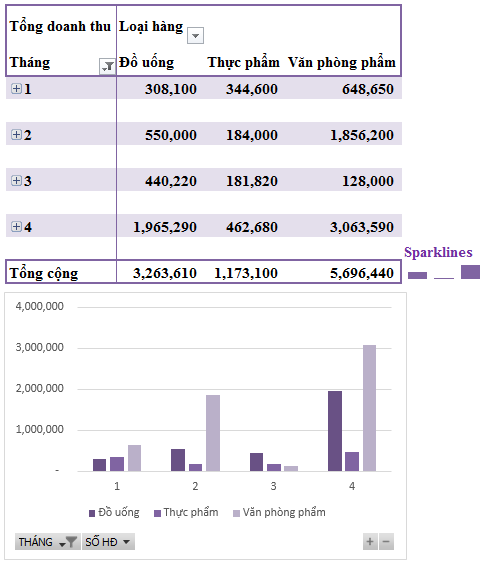 Tổng doanh thu Loại hàng
Tháng Đồ uống Thực phẩm Văn phòng phẩm
1 308,100 344,600 648,650
2 550,000 184,000 1,856,200
3 440,220 181,820 128,000
4 1,965,290 462,680 3,063,590
Sparklines
Tổng cộng 3,263,610 1,173,100 5,696,440
4,000,000
3,000,000
2,000,000
1,000,000
-
1 2 3 4
Đồ uống Thực phẩm Văn phòng phẩm
THÁNG SỐ HĐ